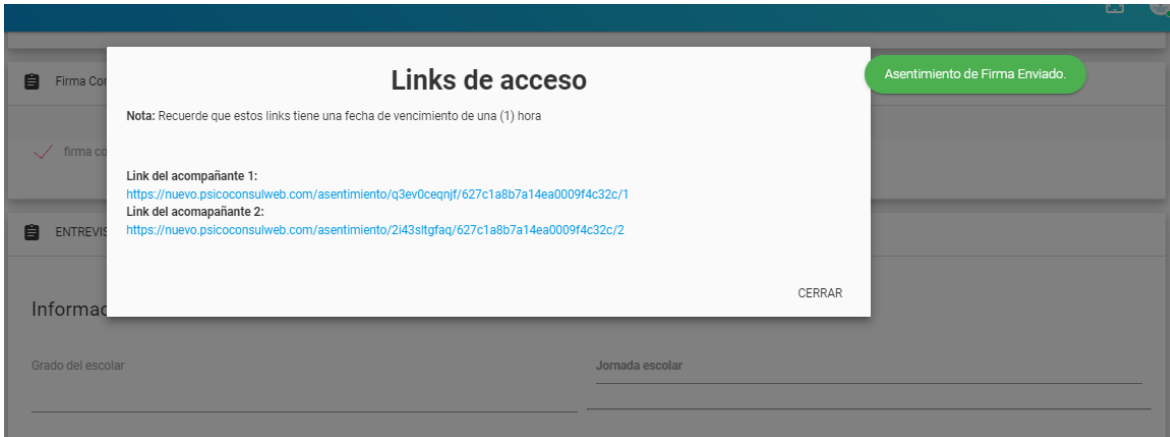 Links de acceso
Asentimiento de Firma Enviado.
Firma Con
Nota: Recuerde que estos links tiene una fecha de vencimiento de una (1) hora
firma co
Link del acompañante 1:
https://nuevo.psicoconsulweb.com/asentimiento/q3ev0ceqnjf/627c1a8b7a14ea0009f4c32c/1
Link del acomapañante 2:
https://nuevo.psicoconsulweb.com/asentimiento/2i43sltgfaq/627c1a8b7a14ea0009f4c32c/2
ENTREVIS
CERRAR
Informac
Grado del escolar
Jornada escolar